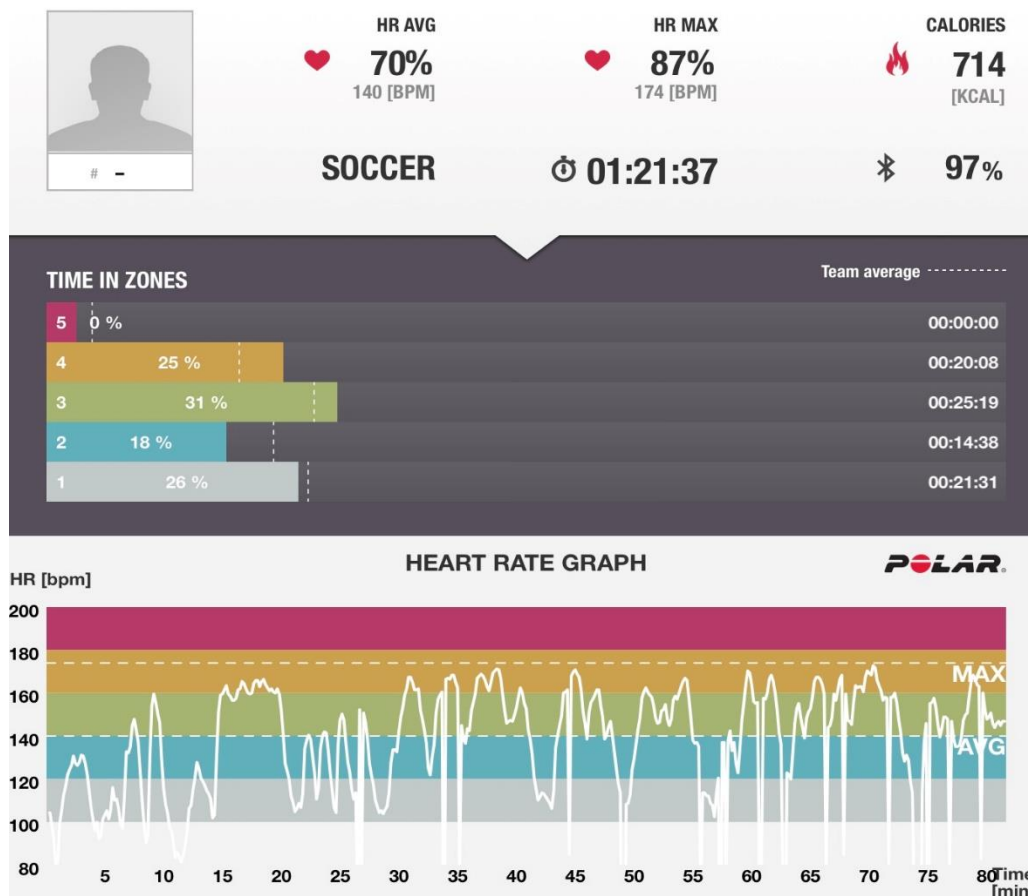 HR AVG HR MAX CALORIES
70% 87% 714
140 [BPM] 174 [BPM] [KCAL]
# - SOCCER 01:21:37 97%
TIME IN ZONES Team average
5 0 % 00:00:00
4 25 % 00:20:08
3 31 % 00:25:19
2 18 % 00:14:38
1 26 % 00:21:31
HEART RATE GRAPH POLAR
HR [bpm]
200
180
MAX
160
140
AVG
120
100
80
5 10 15 20 25 30 35 40 45 50 55 60 65 70 75 80 Time
[min]